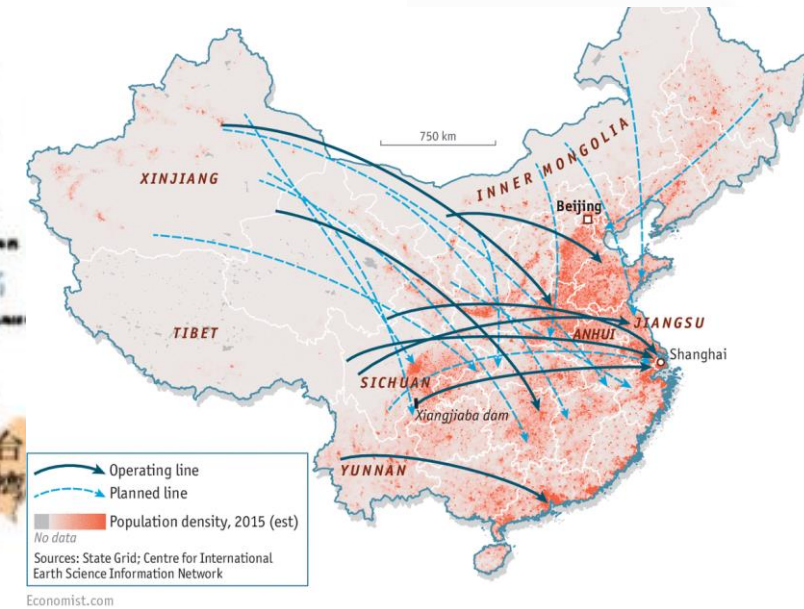 750 km
INNER MONGOLIA
XINJIANG
Beijing
TIBET
ANHUI
JIANGSU
Shanghai
SICHUAN
Xiangjiaba dam
YUNNAN
Operating line
Planned line
Population density, 2015 (est)
No data
Sources: State Grid; Centre for International
Earth Science Information Network
Economist.com
台